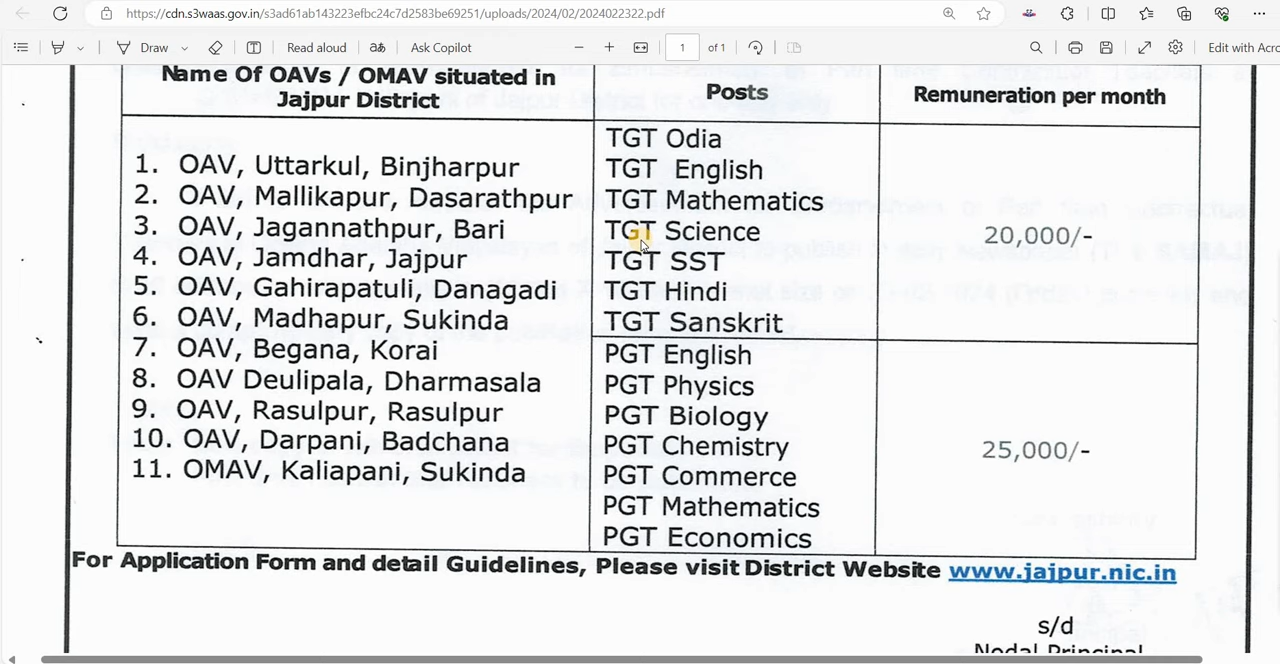 https://cdn.s3waas.gov.in/s3ad61ab143223efbc24c7d2583be69251/uploads/2024/02/2024022322.pdf
Draw
Read aloud
Ask Copilot
1 of 1
Edit with Acro
Name Of OAVs / OMAV situated in
Jajpur District
Posts
Remuneration per month
1. OAV, Uttarkul, Binjharpur
2. OAV, Mallikapur, Dasarathpur
3. OAV, Jagannathpur, Bari
4. OAV, Jamdhar, Jajpur
5. OAV, Gahirapatuli, Danagadi
6. OAV, Madhapur, Sukinda
7. OAV, Begana, Korai
8. OAV Deulipala, Dharmasala
9. OAV, Rasulpur, Rasulpur
10. OAV, Darpani, Badchana
11. OMAV, Kaliapani, Sukinda
TGT Odia
TGT English
TGT Mathematics
TGT Science
TGT SST
TGT Hindi
TGT Sanskrit
20,000/-
PGT English
PGT Physics
PGT Biology
PGT Chemistry
PGT Commerce
PGT Mathematics
PGT Economics
25,000/-
For Application Form and detail Guidelines, Please visit District Website www.jajpur.nic.in
s/d
Nodal Principal